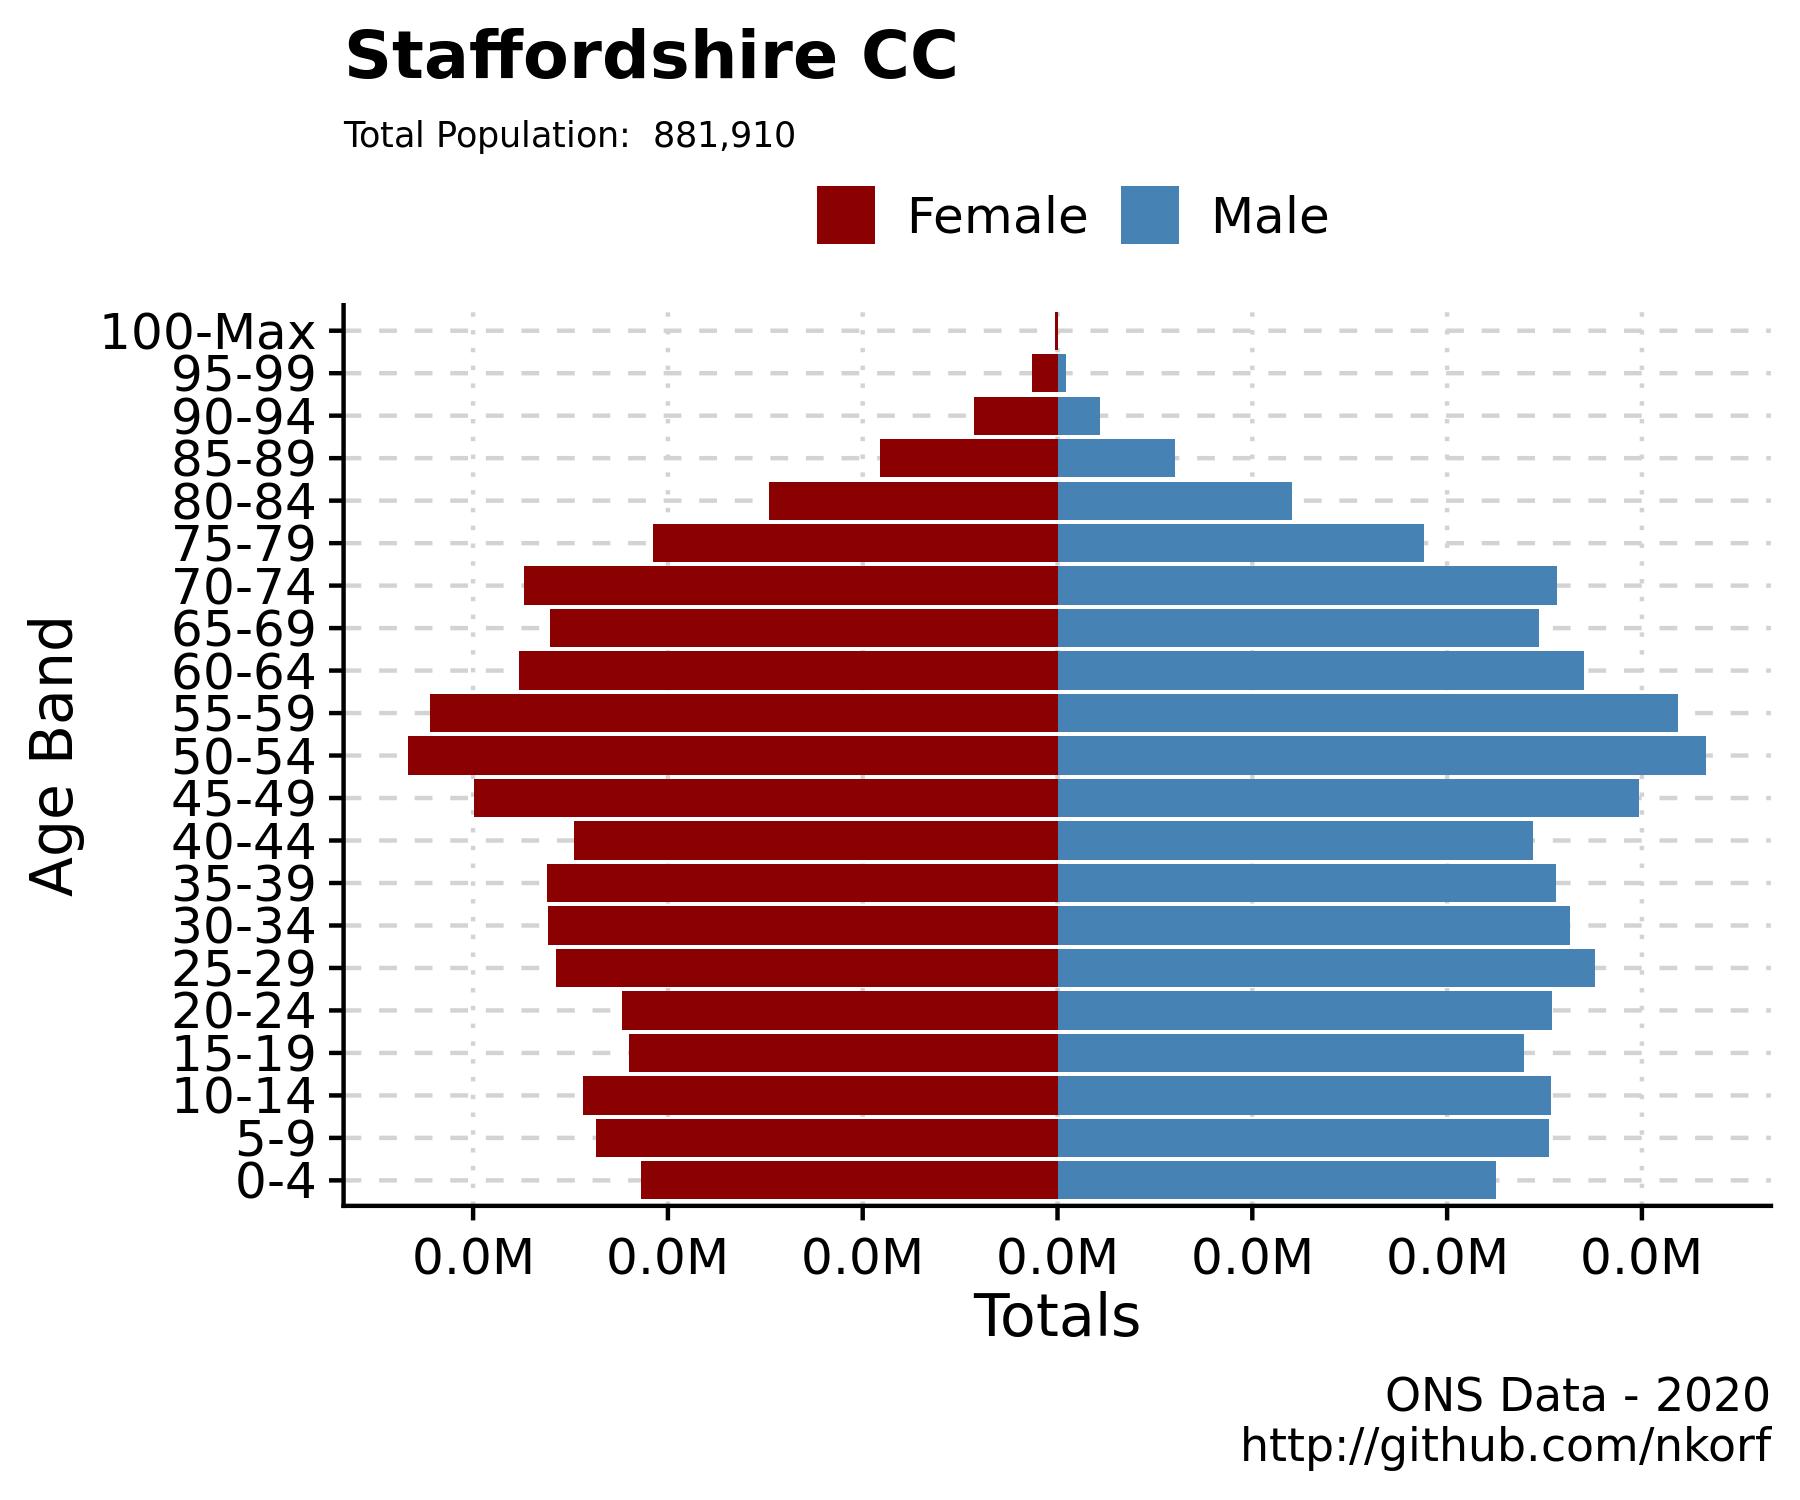 Staffordshire CC
Total Population:  881,910
Female
Male
Age Band
100-Max
95-99
90-94
85-89
80-84
75-79
70-74
65-69
60-64
55-59
50-54
45-49
40-44
35-39
30-34
25-29
20-24
15-19
10-14
5-9
0-4
0.0M 0.0M 0.0M 0.0M 0.0M 0.0M 0.0M
Totals
ONS Data - 2020
http://github.com/nkorf